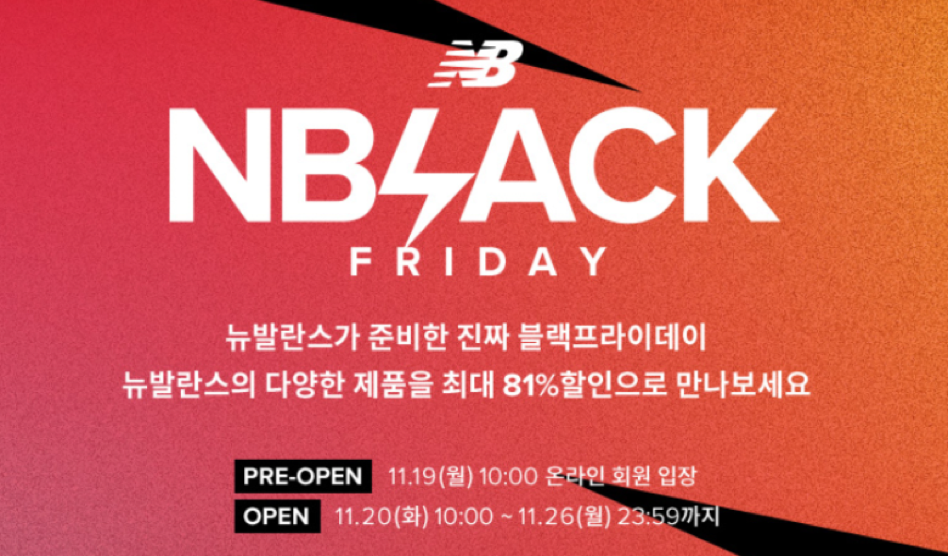 NB
NBLACK
FRIDAY
뉴발란스가 준비한 진짜 블랙프라이데이
뉴발란스의 다양한 제품을 최대 81%할인으로 만나보세요
PRE-OPEN 11.19(월) 10:00 온라인 회원 입장
OPEN 11.20(화) 10:00 ~ 11.26(월) 23:59까지